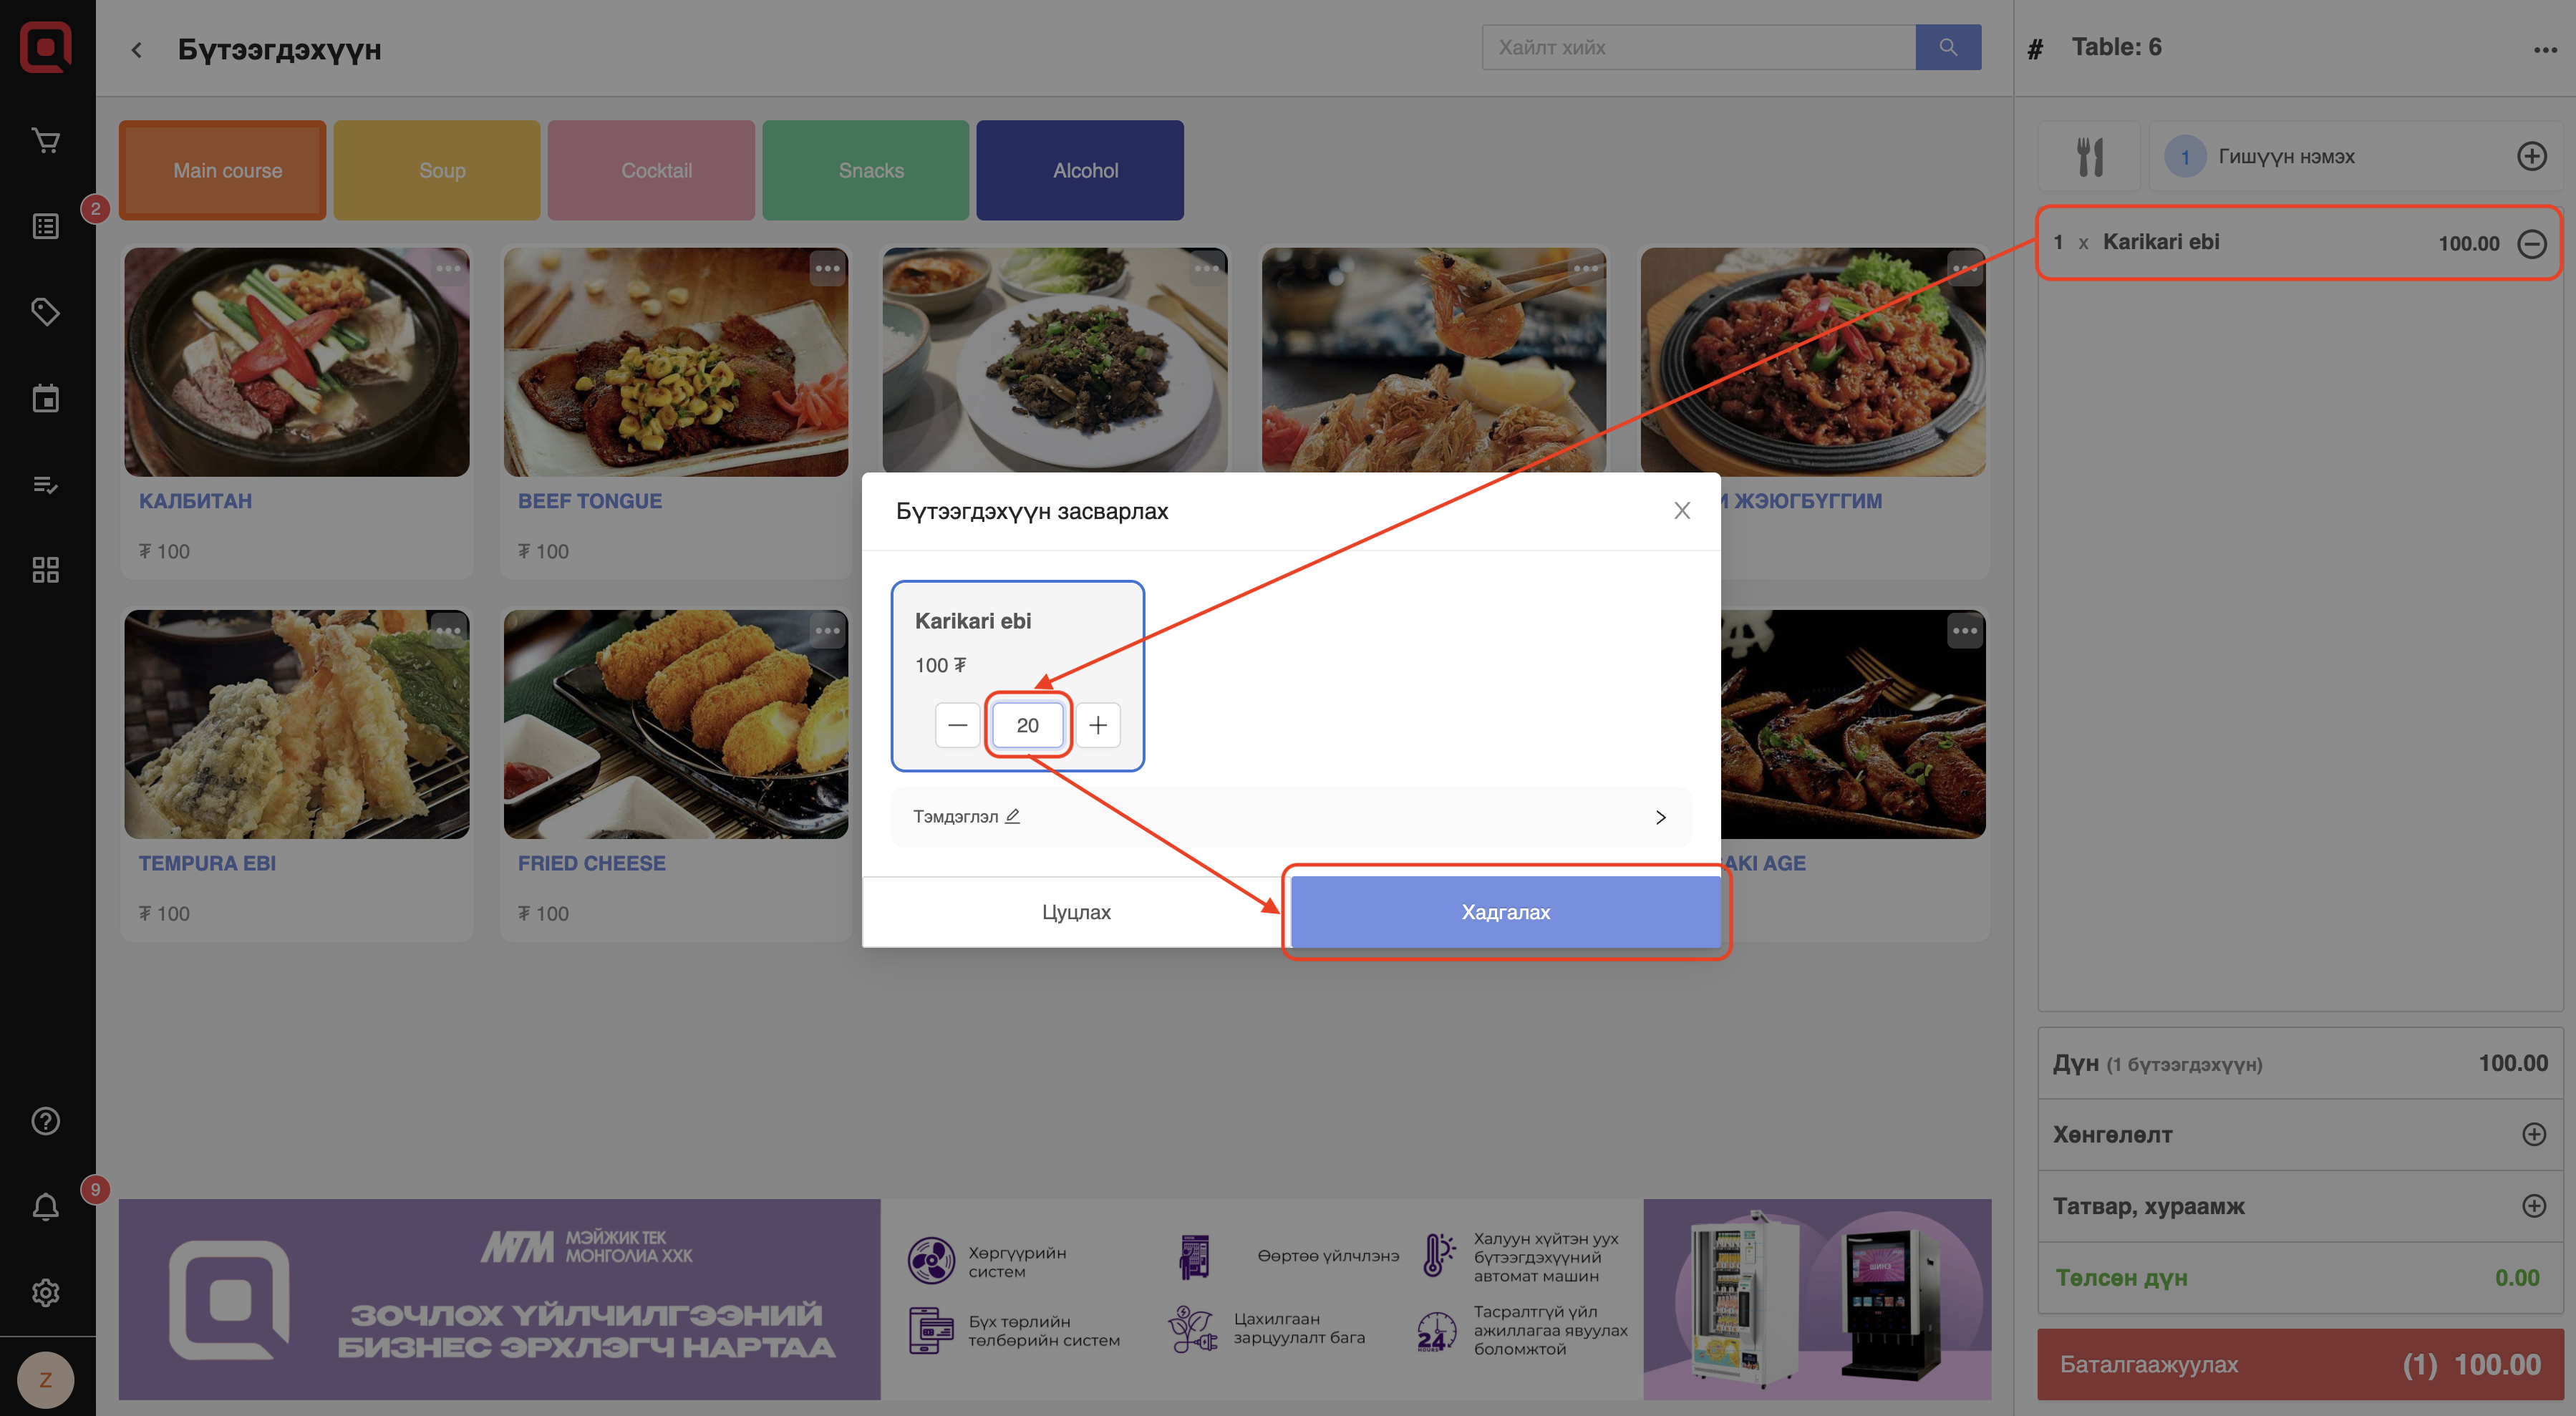 Бүтээгдэхүүн
Хайлт хийх
# Table: 6
Main course
Soup
Cocktail
Snacks
Alcohol
1 Гишүүн нэмэх
2
1 x Karikari ebi 100.00
КАЛБИТАН
₮ 100
BEEF TONGUE
₮ 100
ЖЭЮГБҮГГИМ
Бүтээгдэхүүн засварлах
Karikari ebi
100 ₮
20
Тэмдэглэл
Цуцлах
Хадгалах
TEMPURA EBI
₮ 100
FRIED CHEESE
₮ 100
AKI AGE
Дүн (1 бүтээгдэхүүн) 100.00
Хөнгөлөлт
Татвар, хураамж
Төлсөн дүн 0.00
Баталгаажуулах (1) 100.00
9
Z
МТМ
МЭЙЖИК ТЕК
МОНГОЛИА ХХК
ЗОЧЛОХ ҮЙЛЧИЛГЭЭНИЙ
БИЗНЕС ЭРХЛЭГЧ НАРТАА
Хөргүүрийн
систем
Өөртөө үйлчлэнэ
Халуун хүйтэн уух
бүтээгдэхүүний
автомат машин
Бүх төрлийн
төлбөрийн систем
Цахилгаан
зарцуулалт бага
24
HOURS
Тасралтгүй үйл
ажиллагаа явуулах
боломжтой
ШИНЭ